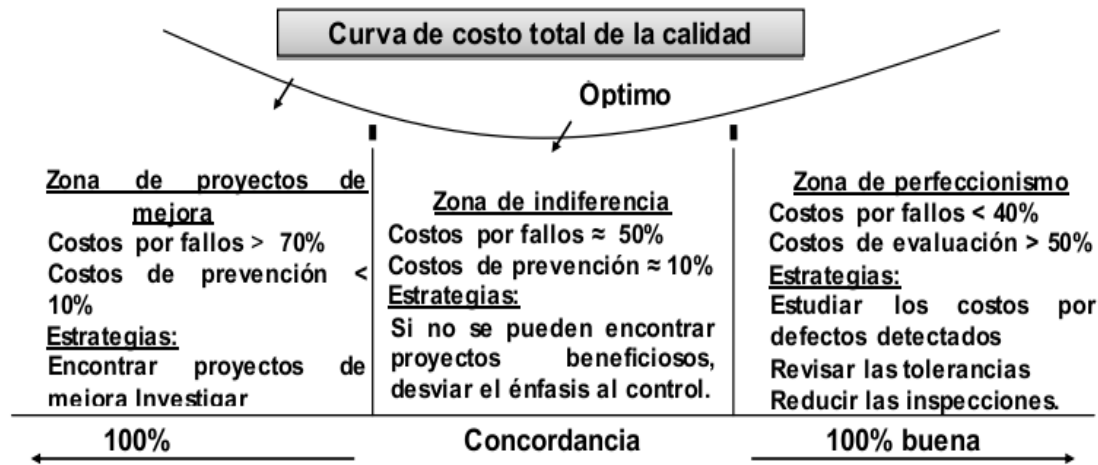 Curva de costo total de la calidad
Óptimo
Zona de proyectos de
mejora
Costos por fallos > 70%
Costos de prevención <
10%
Estrategias:
Encontrar proyectos de
mejora Investigar
Zona de indiferencia
Costos por fallos ≈ 50%
Costos de prevención ≈ 10%
Estrategias:
Si no se pueden encontrar
proyectos beneficiosos,
desviar el énfasis al control.
Zona de perfeccionismo
Costos por fallos < 40%
Costos de evaluación > 50%
Estrategias:
Estudiar los costos por
defectos detectados
Revisar las tolerancias
Reducir las inspecciones.
100%
Concordancia
100% buena